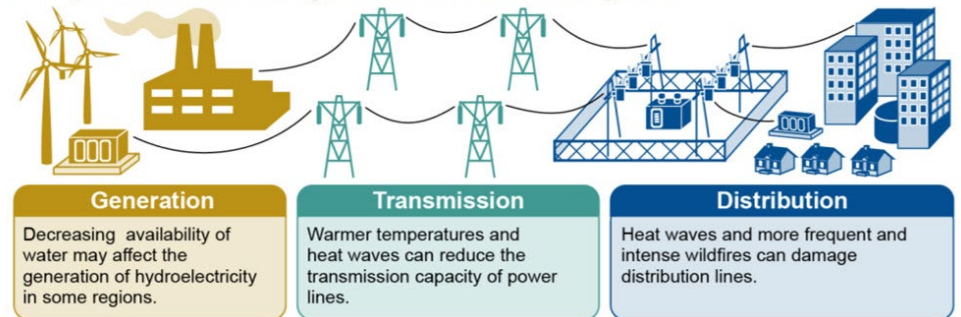 Generation
Decreasing availability of
water may affect the
generation of hydroelectricity
in some regions.
Transmission
Warmer temperatures and
heat waves can reduce the
transmission capacity of power
lines.
Distribution
Heat waves and more frequent and
intense wildfires can damage
distribution lines.